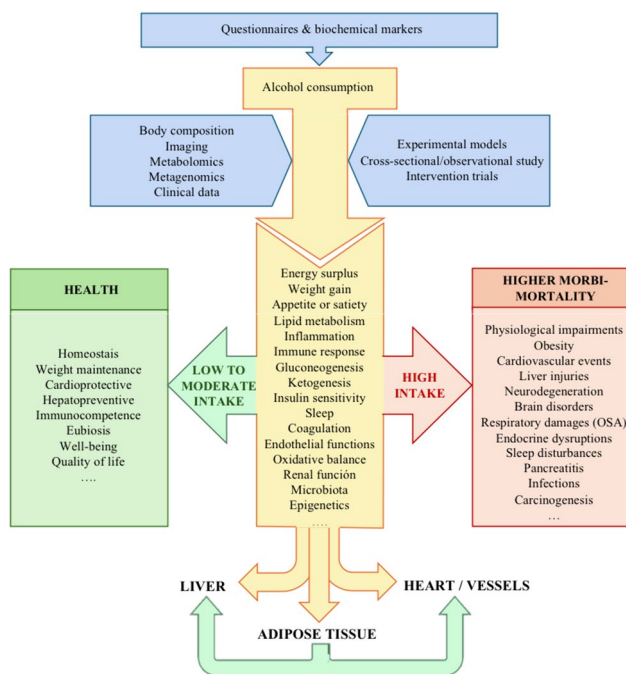 Questionnaires & biochemical markers
Alcohol consumption
Body composition
Imaging
Metabolomics
Metagenomics
Clinical data
Experimental models
Cross-sectional/observational study
Intervention trials
HEALTH
Homeostais
Weight maintenance
Cardioprotective
Hepatopreventive
Immunocompetence
Eubiosis
Well-being
Quality of life
….
LOW TO
MODERATE
INTAKE
Energy surplus
Weight gain
Appetite or satiety
Lipid metabolism
Inflammation
Immune response
Gluconeogenesis
Ketogenesis
Insulin sensitivity
Sleep
Coagulation
Endothelial functions
Oxidative balance
Renal función
Microbiota
Epigenetics
….
HIGH
INTAKE
HIGHER MORBI-
MORTALITY
Physiological impairments
Obesity
Cardiovascular events
Liver injuries
Neurodegeneration
Brain disorders
Respiratory damages (OSA)
Endocrine dysruptions
Sleep disturbances
Pancreatitis
Infections
Carcinogenesis
…
LIVER
HEART / VESSELS
ADIPOSE TISSUE